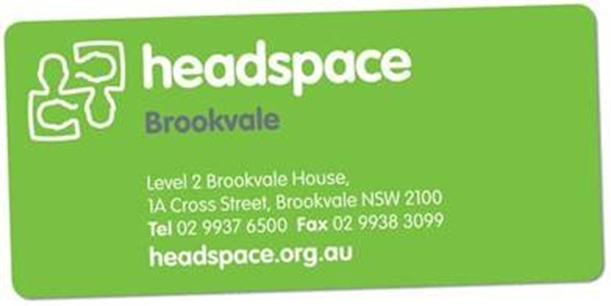 headspace
Brookvale
Level 2 Brookvale House,
1A Cross Street, Brookvale NSW 2100
Tel 02 9937 6500 Fax 02 9938 3099
headspace.org.au